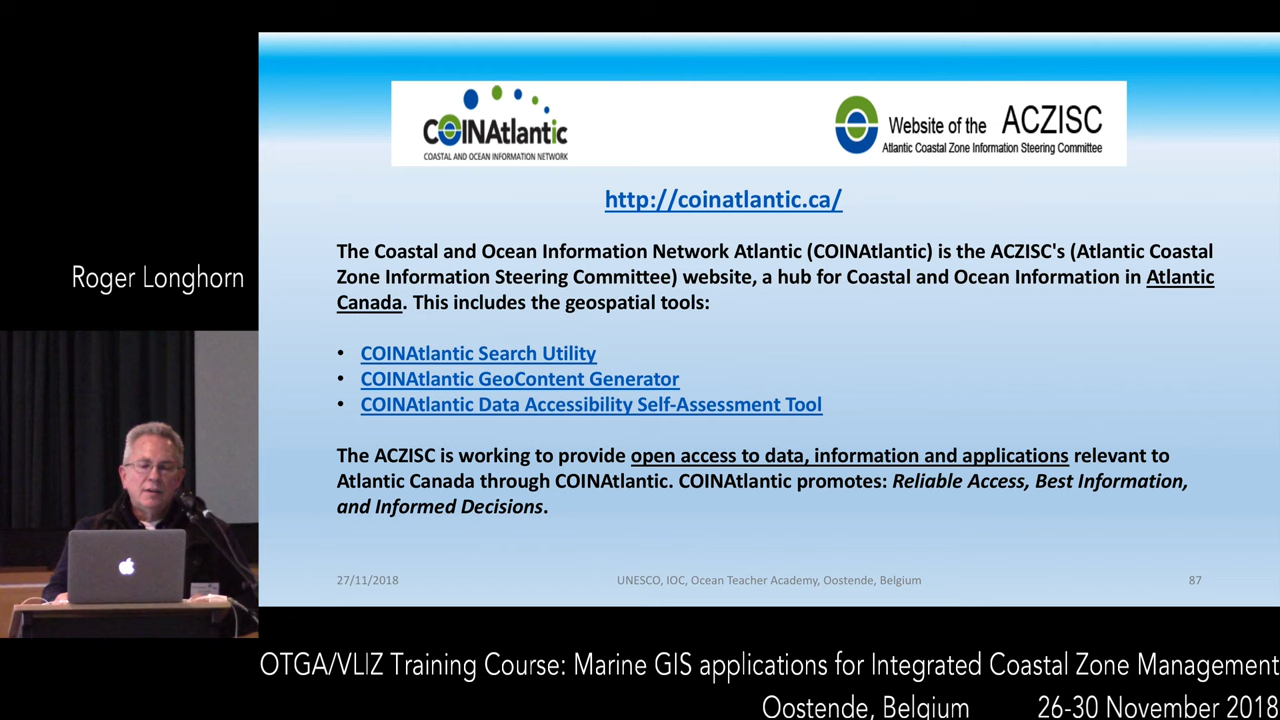 COINAtlantic
COASTAL AND OCEAN INFORMATION NETWORK
Website of the ACZISC
Atlantic Coastal Zone Information Steering Committee
http://coinatlantic.ca/
The Coastal and Ocean Information Network Atlantic (COINAtlantic) is the ACZISC's (Atlantic Coastal
Zone Information Steering Committee) website, a hub for Coastal and Ocean Information in Atlantic
Canada. This includes the geospatial tools:
• COINAtlantic Search Utility
• COINAtlantic GeoContent Generator
• COINAtlantic Data Accessibility Self-Assessment Tool
The ACZISC is working to provide open access to data, information and applications relevant to
Atlantic Canada through COINAtlantic. COINAtlantic promotes: Reliable Access, Best Information,
and Informed Decisions.
27/11/2018 UNESCO, IOC, Ocean Teacher Academy, Oostende, Belgium 87
Roger Longhorn
OTGA/VLIZ Training Course: Marine GIS applications for Integrated Coastal Zone Management
Oostende, Belgium 26-30 November 2018